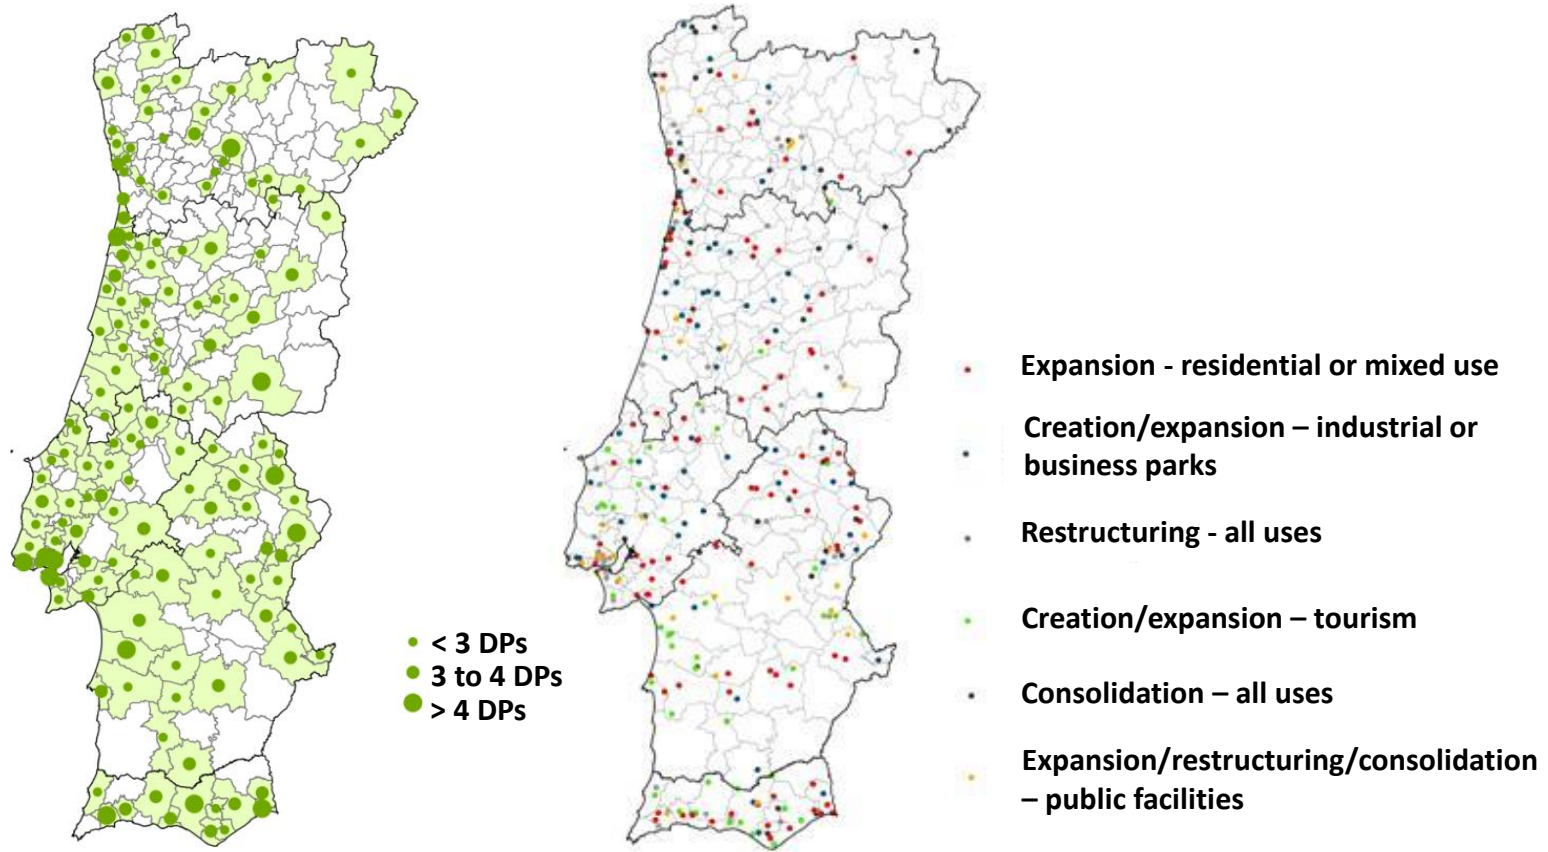 < 3 DPs
3 to 4 DPs
> 4 DPs
Expansion - residential or mixed use
Creation/expansion – industrial or
business parks
Restructuring - all uses
Creation/expansion – tourism
Consolidation – all uses
Expansion/restructuring/consolidation
– public facilities